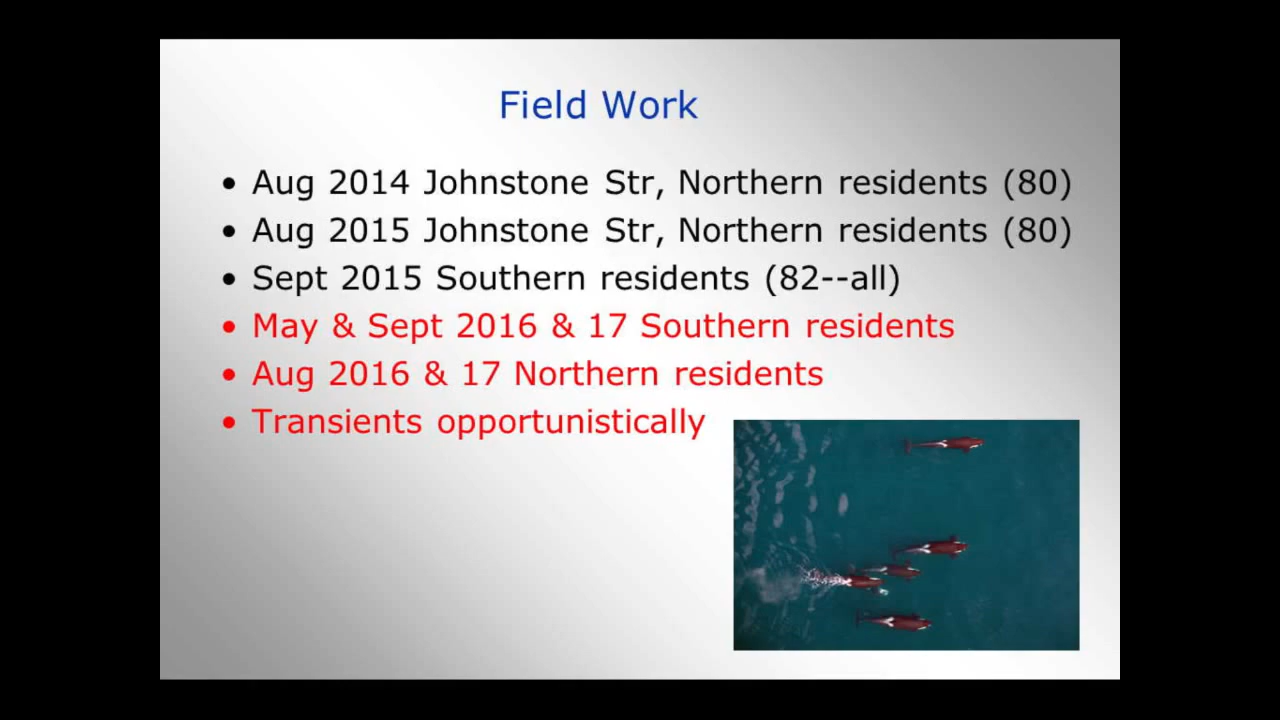 Field Work
• Aug 2014 Johnstone Str, Northern residents (80)
• Aug 2015 Johnstone Str, Northern residents (80)
• Sept 2015 Southern residents (82--all)
• May & Sept 2016 & 17 Southern residents
• Aug 2016 & 17 Northern residents
• Transients opportunistically